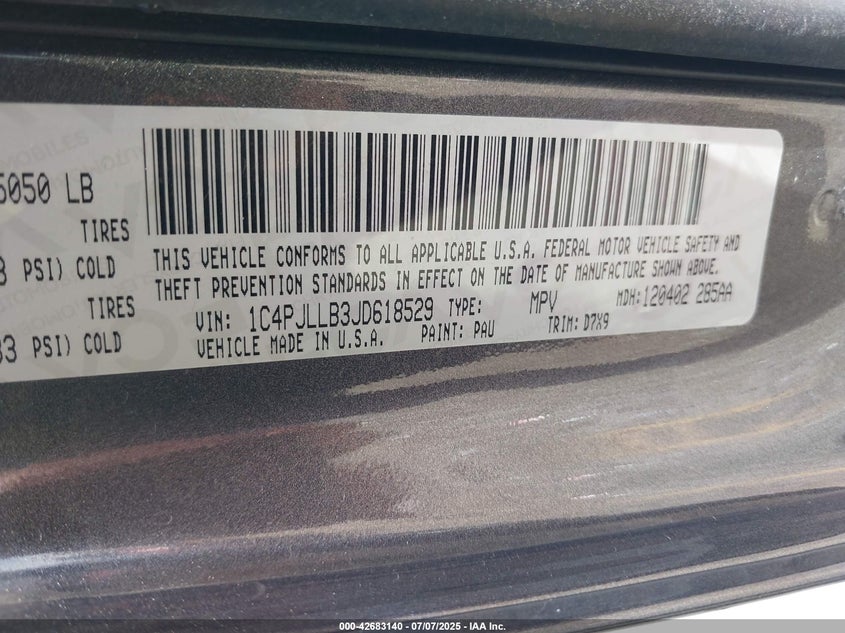 5050 LB
TIRES
PSI) COLD
TIRES
33 PSI) COLD
THIS VEHICLE CONFORMS TO ALL APPLICABLE U.S.A. FEDERAL MOTOR VEHICLE SAFETY AND
THEFT PREVENTION STANDARDS IN EFFECT ON THE DATE OF MANUFACTURE SHOWN ABOVE.
VIN: 1C4PJLLB3JD618529 TYPE: MPV MDH: 120402 285AA
VEHICLE MADE IN U.S.A. PAINT: PAU TRIM: D7X9
000-42683140 - 07/07/2025 - IAA Inc.